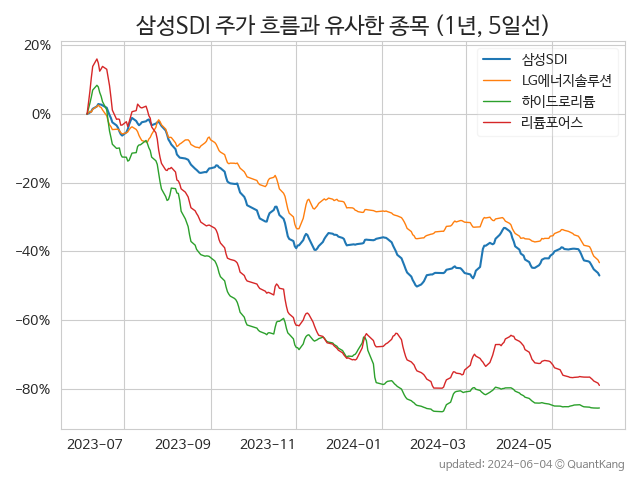 삼성SDI 주가 흐름과 유사한 종목 (1년, 5일선)
20%
0%
−20%
−40%
−60%
−80%
삼성SDI
LG에너지솔루션
하이드로리튬
리튬포어스
2023-07
2023-09
2023-11
2024-01
2024-03
2024-05
updated: 2024-06-04 © QuantKang